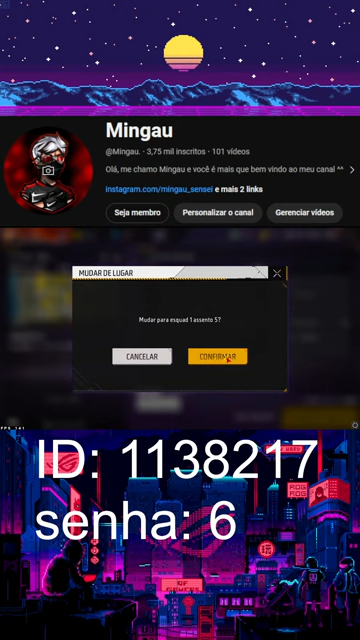 Mingau
@Mingau. · 3,75 mil inscritos · 101 vídeos
Olá, me chamo Mingau e você é mais que bem vindo ao meu canal ^^
instagram.com/mingau_sensei e mais 2 links
Seja membro Personalizar o canal Gerenciar vídeos
MUDAR DE LUGAR
Mudar para esquad 1 assento 5?
CANCELAR CONFIRMAR
FPS 141
ID: 1138217
senha: 6